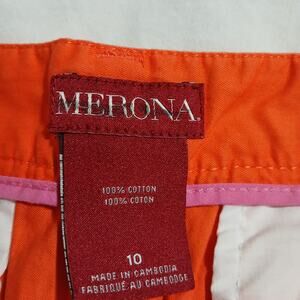 MERONA.
100% COTTON
100% COTON
10
MADE IN CAMBODIA
FABRIQUÉ AU CAMBODGE